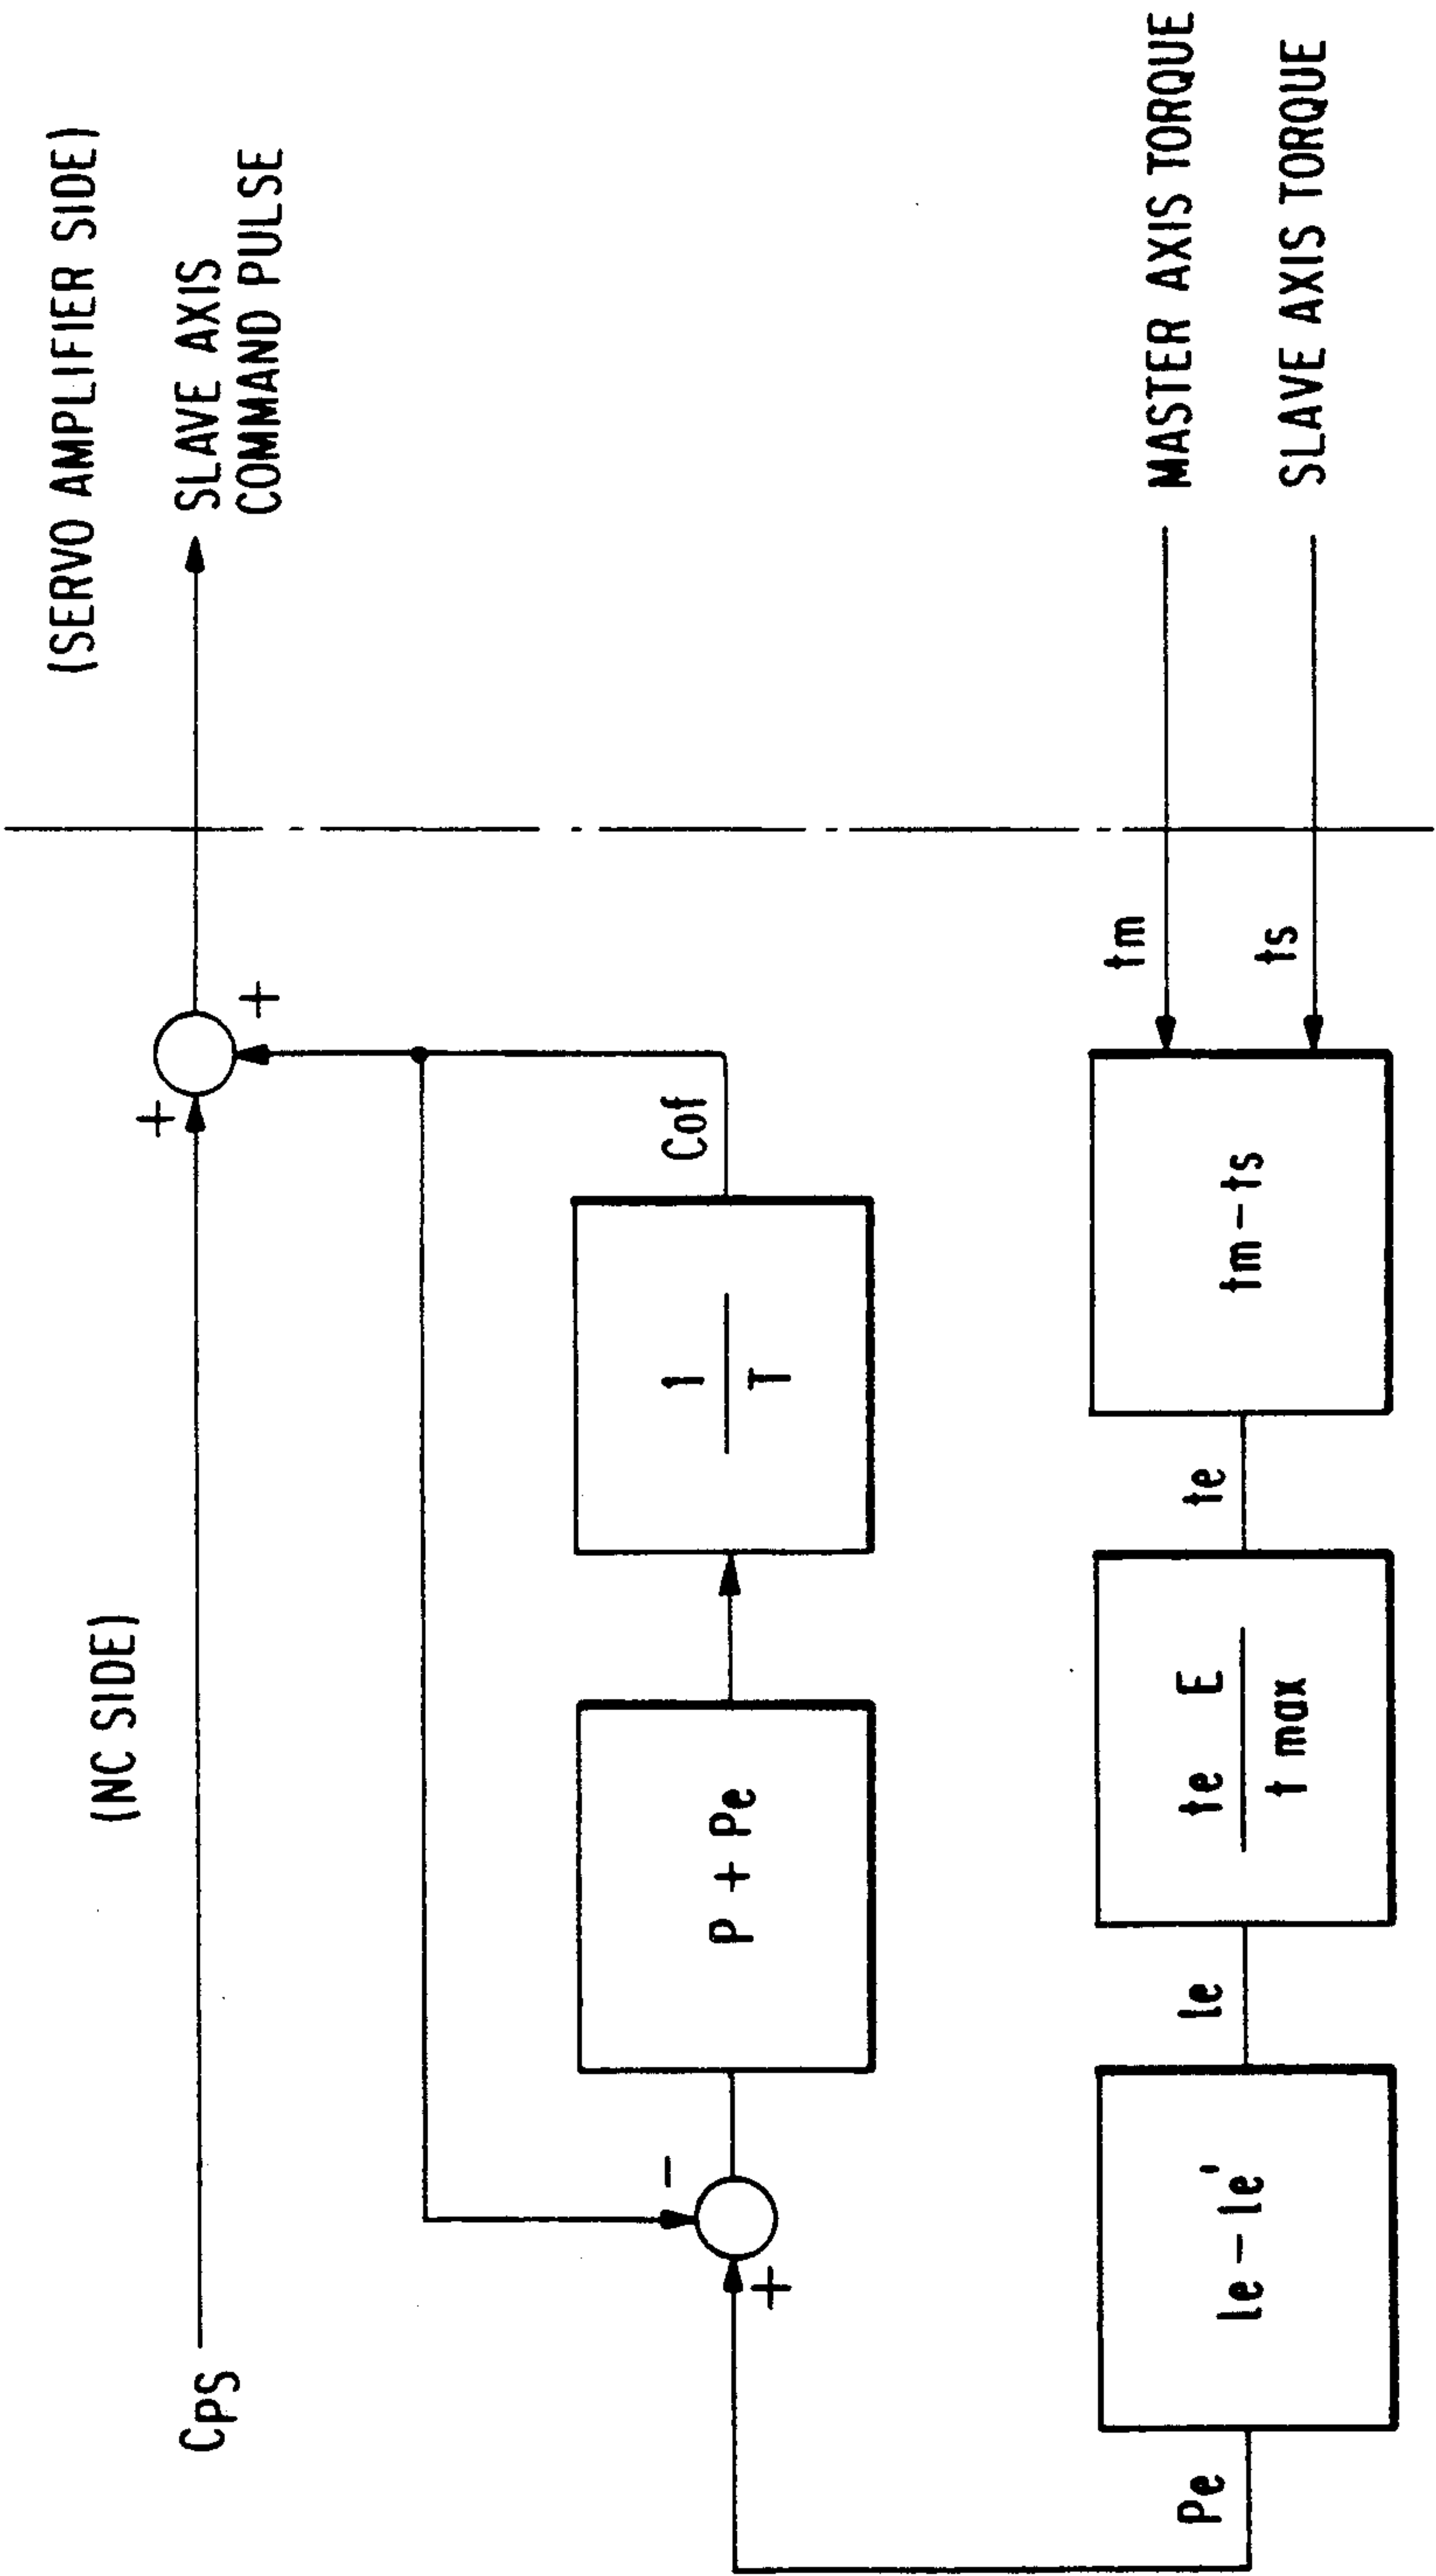 (NC SIDE)
(SERVO AMPLIFIER SIDE)
CPS
+
+
SLAVE AXIS
COMMAND PULSE
-
+
P + Pe
1
T
Cof
Pe
le - le'
le
te E
t max
te
tm - ts
tm
ts
MASTER AXIS TORQUE
SLAVE AXIS TORQUE